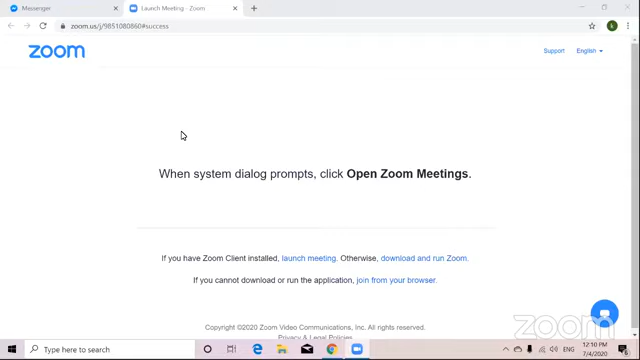 Messenger
Launch Meeting - Zoom
zoom.us/j/9851080860#success
k
zoom
Support English
When system dialog prompts, click Open Zoom Meetings.
If you have Zoom Client installed, launch meeting. Otherwise, download and run Zoom.
If you cannot download or run the application, join from your browser.
Copyright ©2020 Zoom Video Communications, Inc. All rights reserved.
Privacy & Legal Policies
zoom
Type here to search
ENG
12:10 PM
7/4/2020